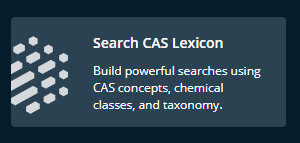 Search CAS Lexicon
Build powerful searches using
CAS concepts, chemical
classes, and taxonomy.